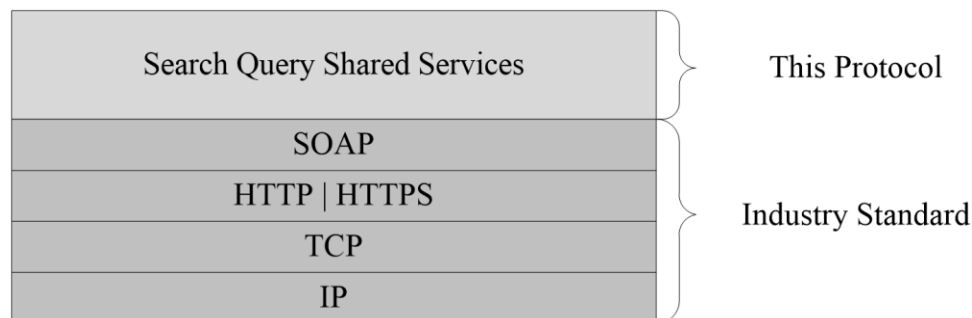 Search Query Shared Services
This Protocol
SOAP
HTTP | HTTPS
Industry Standard
TCP
IP